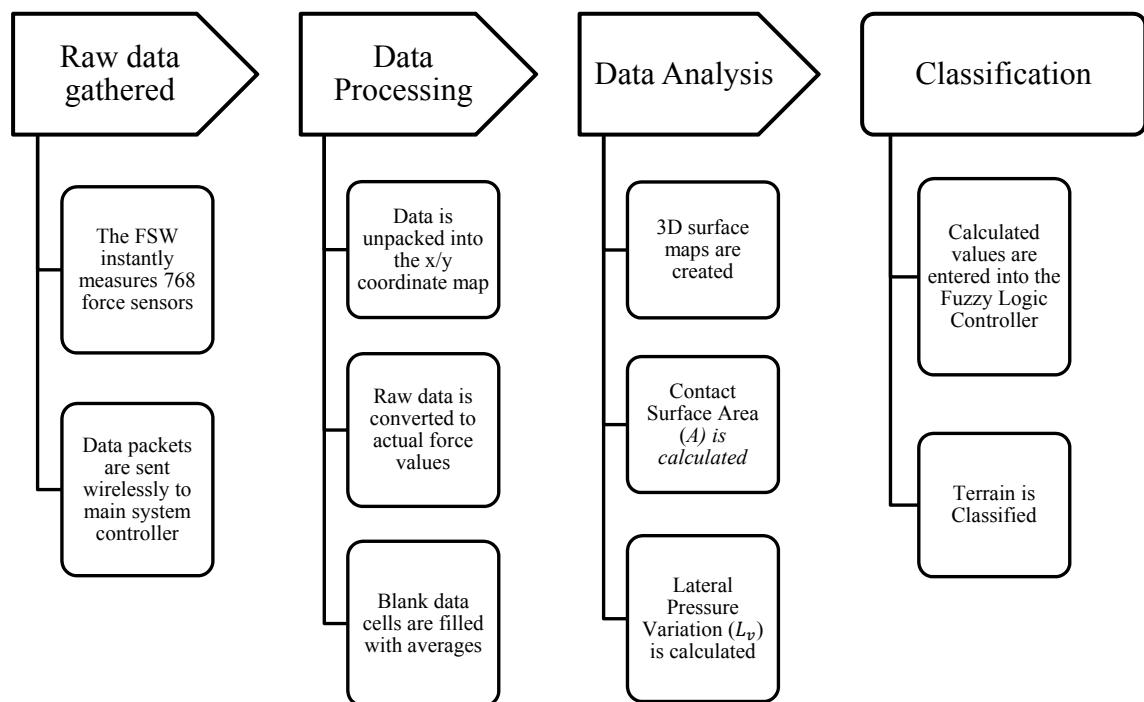 Raw data
gathered
The FSW
instantly
measures 768
force sensors
Data packets
are sent
wirelessly to
main system
controller
Data
Processing
Data is
unpacked into
the x/y
coordinate map
Raw data is
converted to
actual force
values
Blank data
cells are filled
with averages
Data Analysis
3D surface
maps are
created
Contact
Surface Area
(A) is
calculated
Lateral
Pressure
Variation (Lᵥ)
is calculated
Classification
Calculated
values are
entered into the
Fuzzy Logic
Controller
Terrain is
Classified